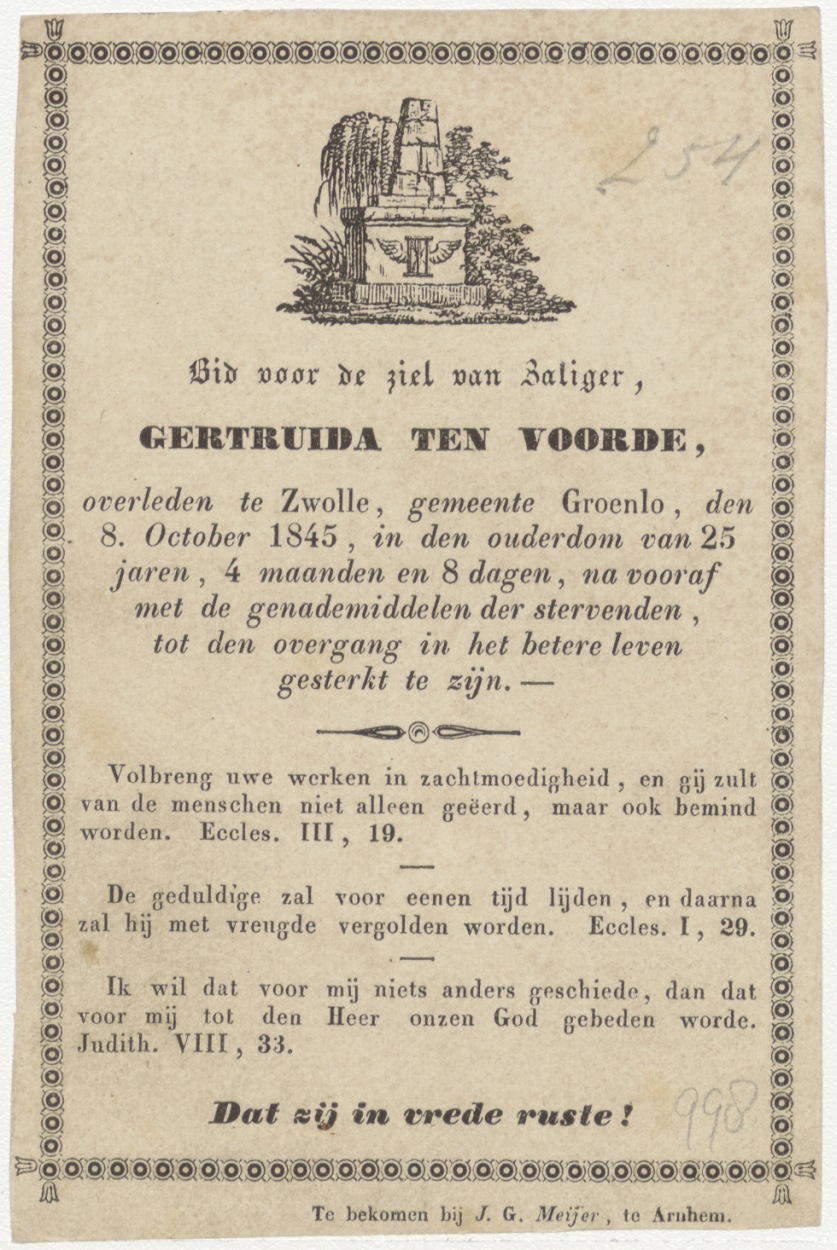 254
Bid voor de ziel van Zaliger,
GERTRUIDA TEN VOORDE,
overleden te Zwolle, gemeente Groenlo, den
8. October 1845, in den ouderdom van 25
jaren, 4 maanden en 8 dagen, na vooraf
met de genademiddelen der stervenden,
tot den overgang in het betere leven
gesterkt te zijn. —
Volbreng uwe werken in zachtmoedigheid, en gij zult
van de menschen niet alleen geëerd, maar ook bemind
worden. Eccles. III, 19.
De geduldige zal voor eenen tijd lijden, en daarna
zal hij met vreugde vergolden worden. Eccles. I, 29.
Ik wil dat voor mij niets anders geschiede, dan dat
voor mij tot den Heer onzen God gebeden worde.
Judith. VIII, 33.
Dat zij in vrede ruste!
998
Te bekomen bij J. G. Meijer, te Arnhem.